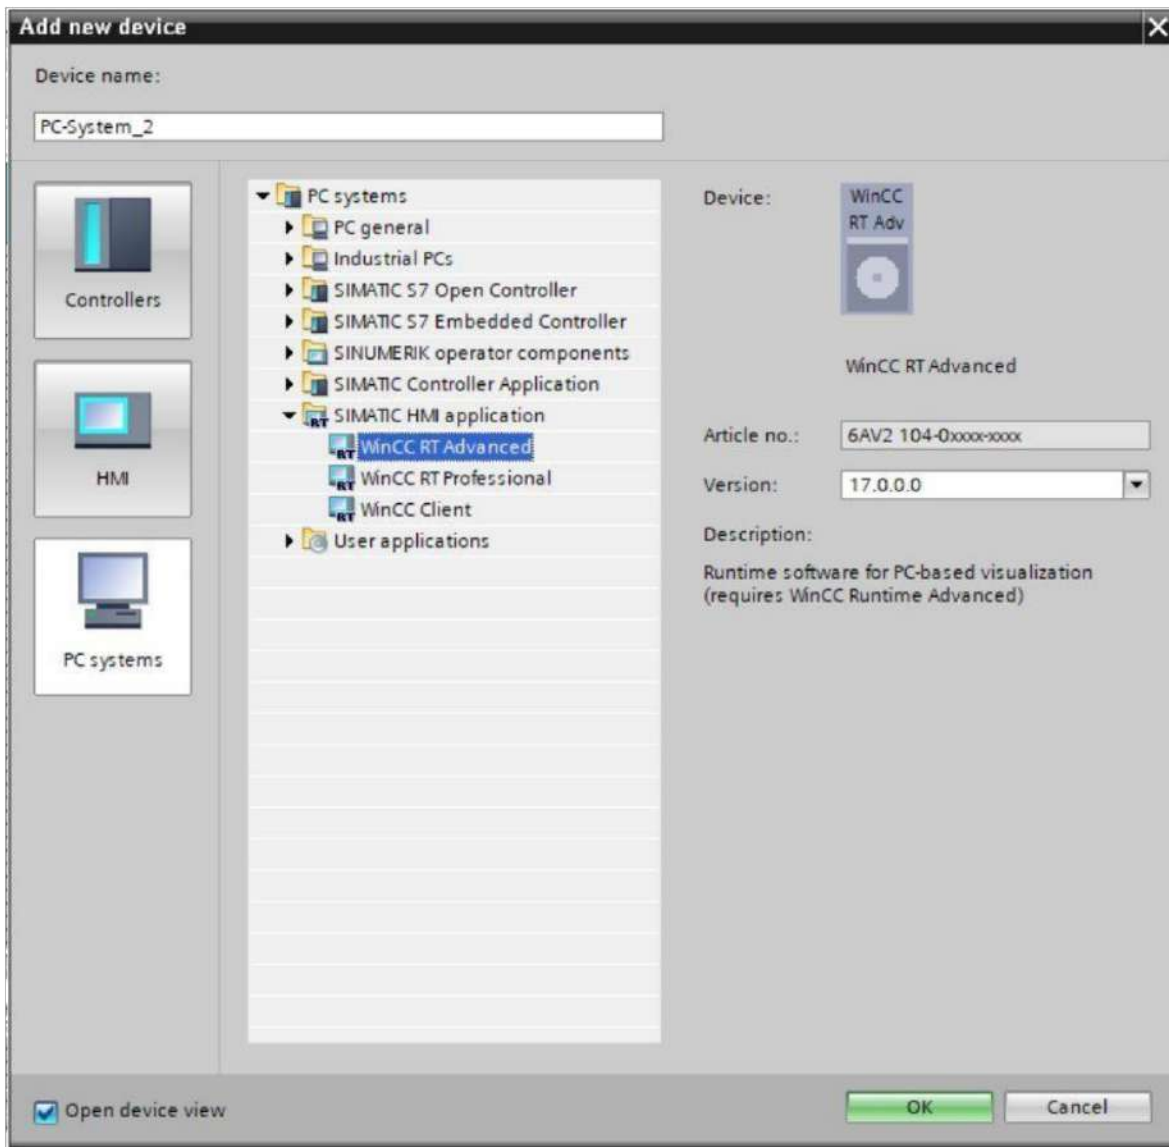 Add new device
Device name:
PC-System_2
Controllers
HMI
PC systems
PC systems
PC general
Industrial PCs
SIMATIC S7 Open Controller
SIMATIC S7 Embedded Controller
SINUMERIK operator components
SIMATIC Controller Application
SIMATIC HMI application
RT
WinCC RT Advanced
RT
WinCC RT Professional
RT
WinCC Client
RT
User applications
Device:
WinCC
RT Adv
WinCC RT Advanced
Article no.:
6AV2 104-0xxxx-xxxx
Version:
17.0.0.0
Description:
Runtime software for PC-based visualization
(requires WinCC Runtime Advanced)
Open device view
OK
Cancel